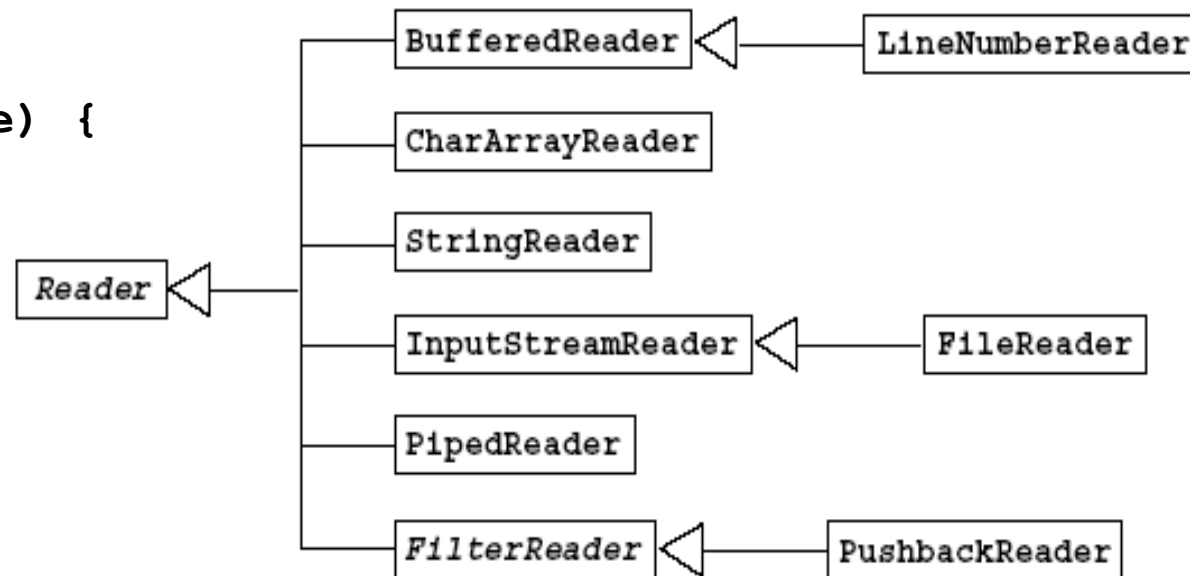 BufferedReader
LineNumberReader
e) {
CharArrayReader
StringReader
Reader
InputStreamReader
FileReader
PipedReader
FilterReader
PushbackReader